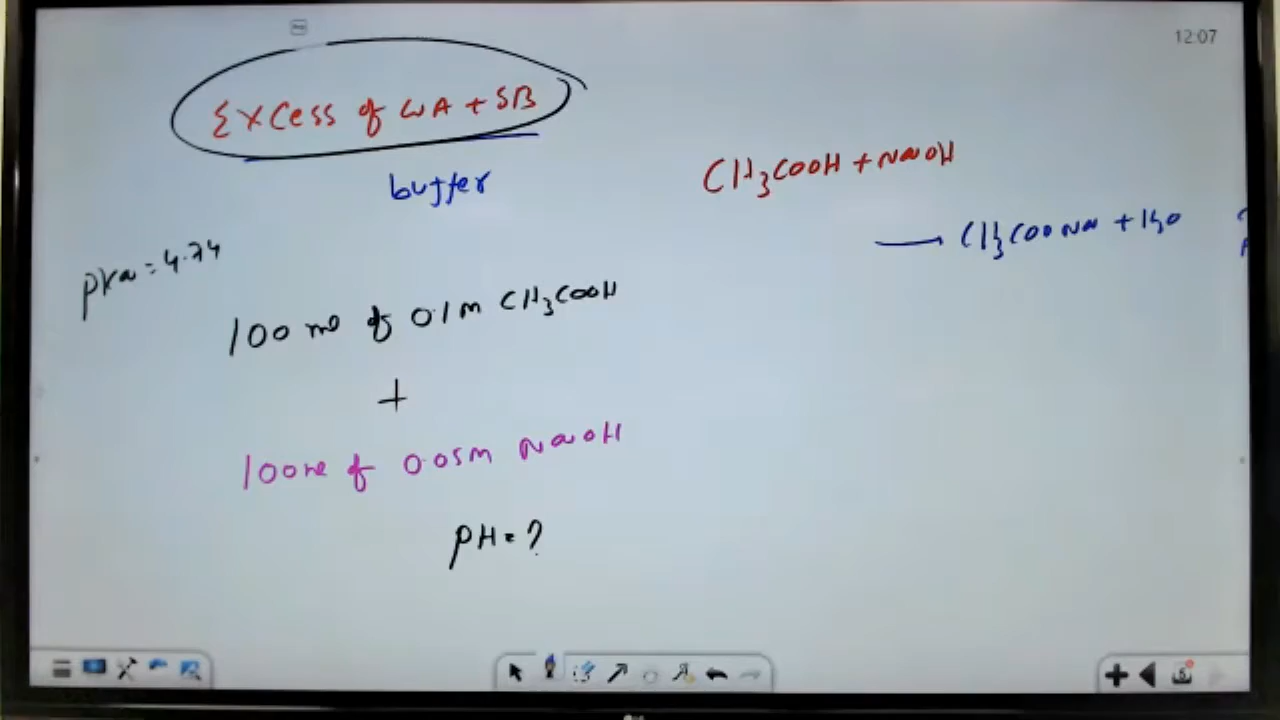 12:07
Excess of WA + SB
buffer
CH3COOH + NaOH
→ CH3COONa + H2O
pKa = 4.74
100 ml of 0.1M CH3COOH
+
100 ml of 0.05M NaOH
pH = ?